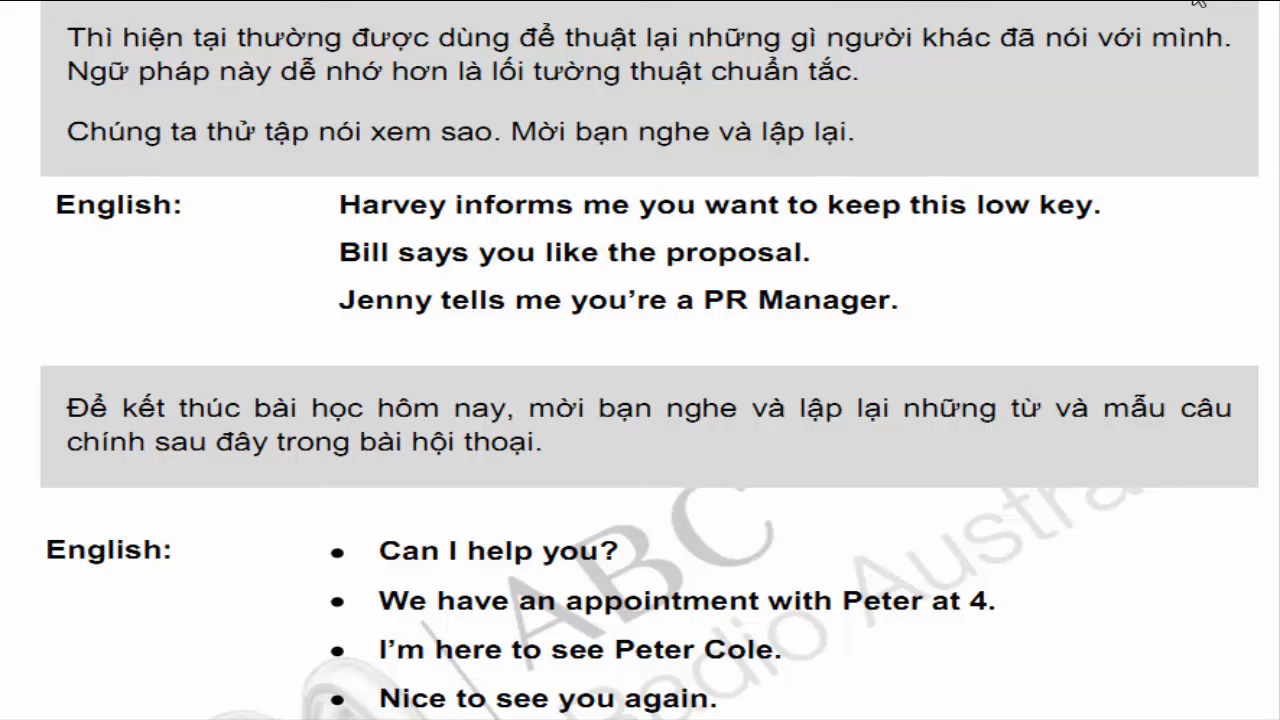 Thì hiện tại thường được dùng để thuật lại những gì người khác đã nói với mình.
Ngữ pháp này dễ nhớ hơn là lối tường thuật chuẩn tắc.
Chúng ta thử tập nói xem sao. Mời bạn nghe và lập lại.
English: Harvey informs me you want to keep this low key.
Bill says you like the proposal.
Jenny tells me you’re a PR Manager.
Để kết thúc bài học hôm nay, mời bạn nghe và lập lại những từ và mẫu câu
chính sau đây trong bài hội thoại.
English: • Can I help you?
• We have an appointment with Peter at 4.
• I’m here to see Peter Cole.
• Nice to see you again.
ABC
Radio Austra